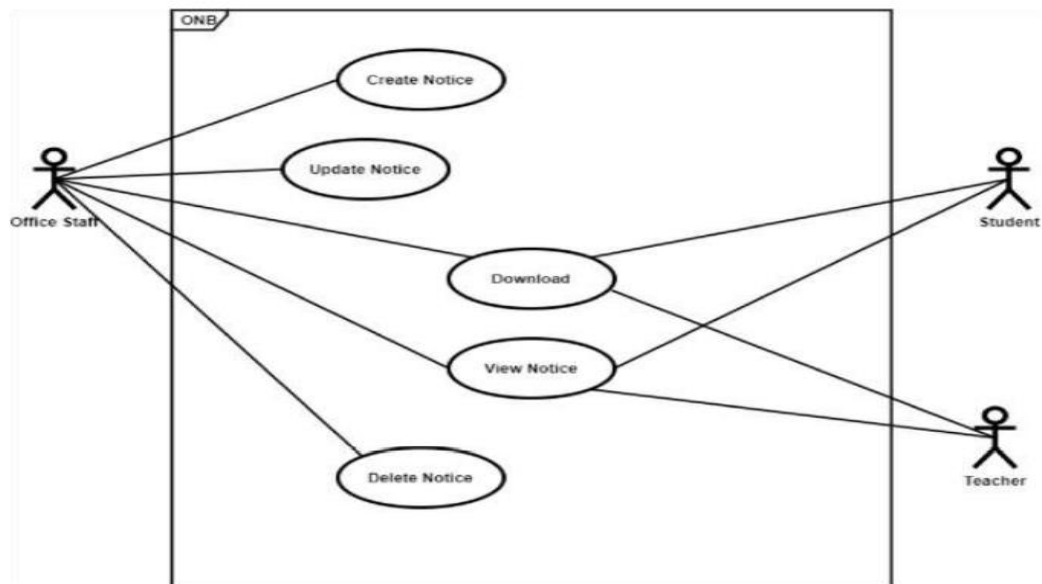 ONB
Create Notice
Update Notice
Office Staff
Student
Download
View Notice
Delete Notice
Teacher